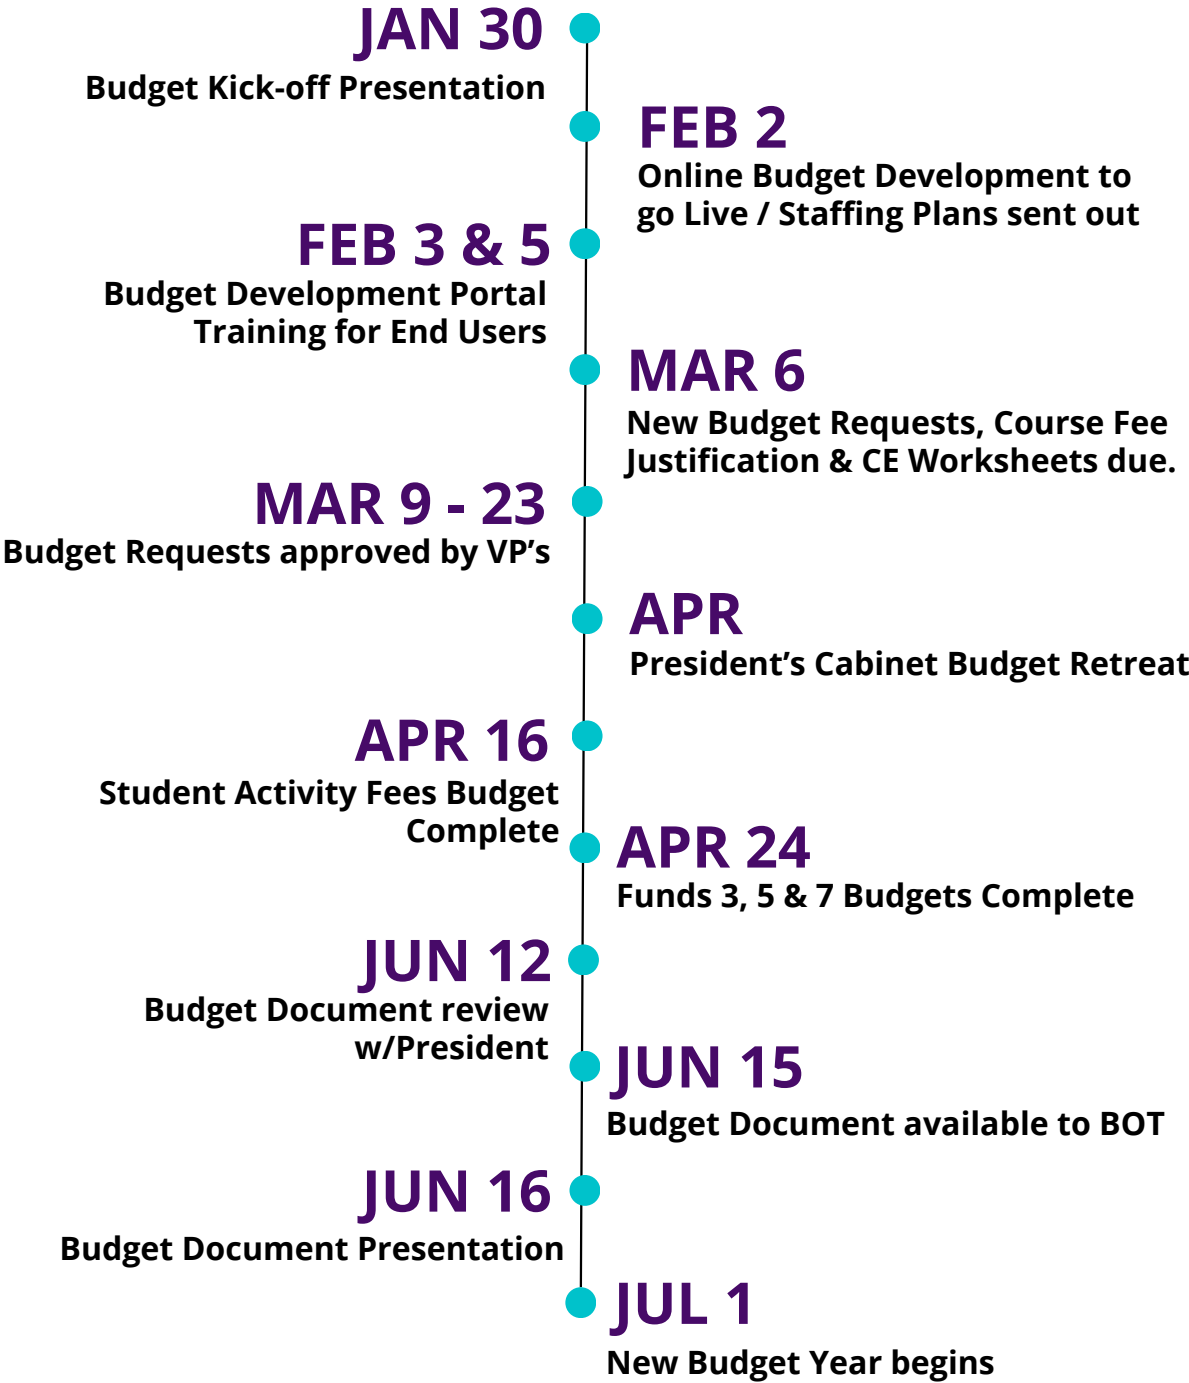 JAN 30
Budget Kick-off Presentation
FEB 2
Online Budget Development to
go Live / Staffing Plans sent out
FEB 3 & 5
Budget Development Portal
Training for End Users
MAR 6
New Budget Requests, Course Fee
Justification & CE Worksheets due.
MAR 9 - 23
Budget Requests approved by VP’s
APR
President’s Cabinet Budget Retreat
APR 16
Student Activity Fees Budget
Complete
APR 24
Funds 3, 5 & 7 Budgets Complete
JUN 12
Budget Document review
w/President
JUN 15
Budget Document available to BOT
JUN 16
Budget Document Presentation
JUL 1
New Budget Year begins